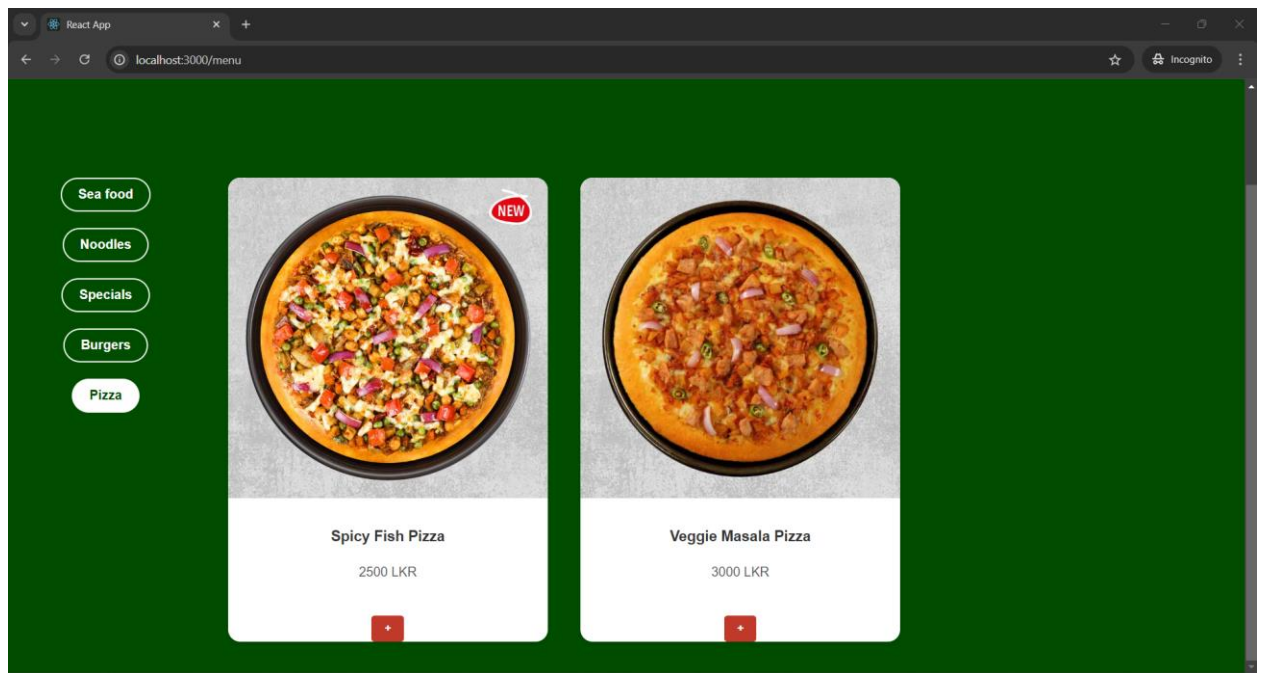 React App
localhost:3000/menu
Incognito
Sea food
Noodles
Specials
Burgers
Pizza
NEW
Spicy Fish Pizza
2500 LKR
+
Veggie Masala Pizza
3000 LKR
+